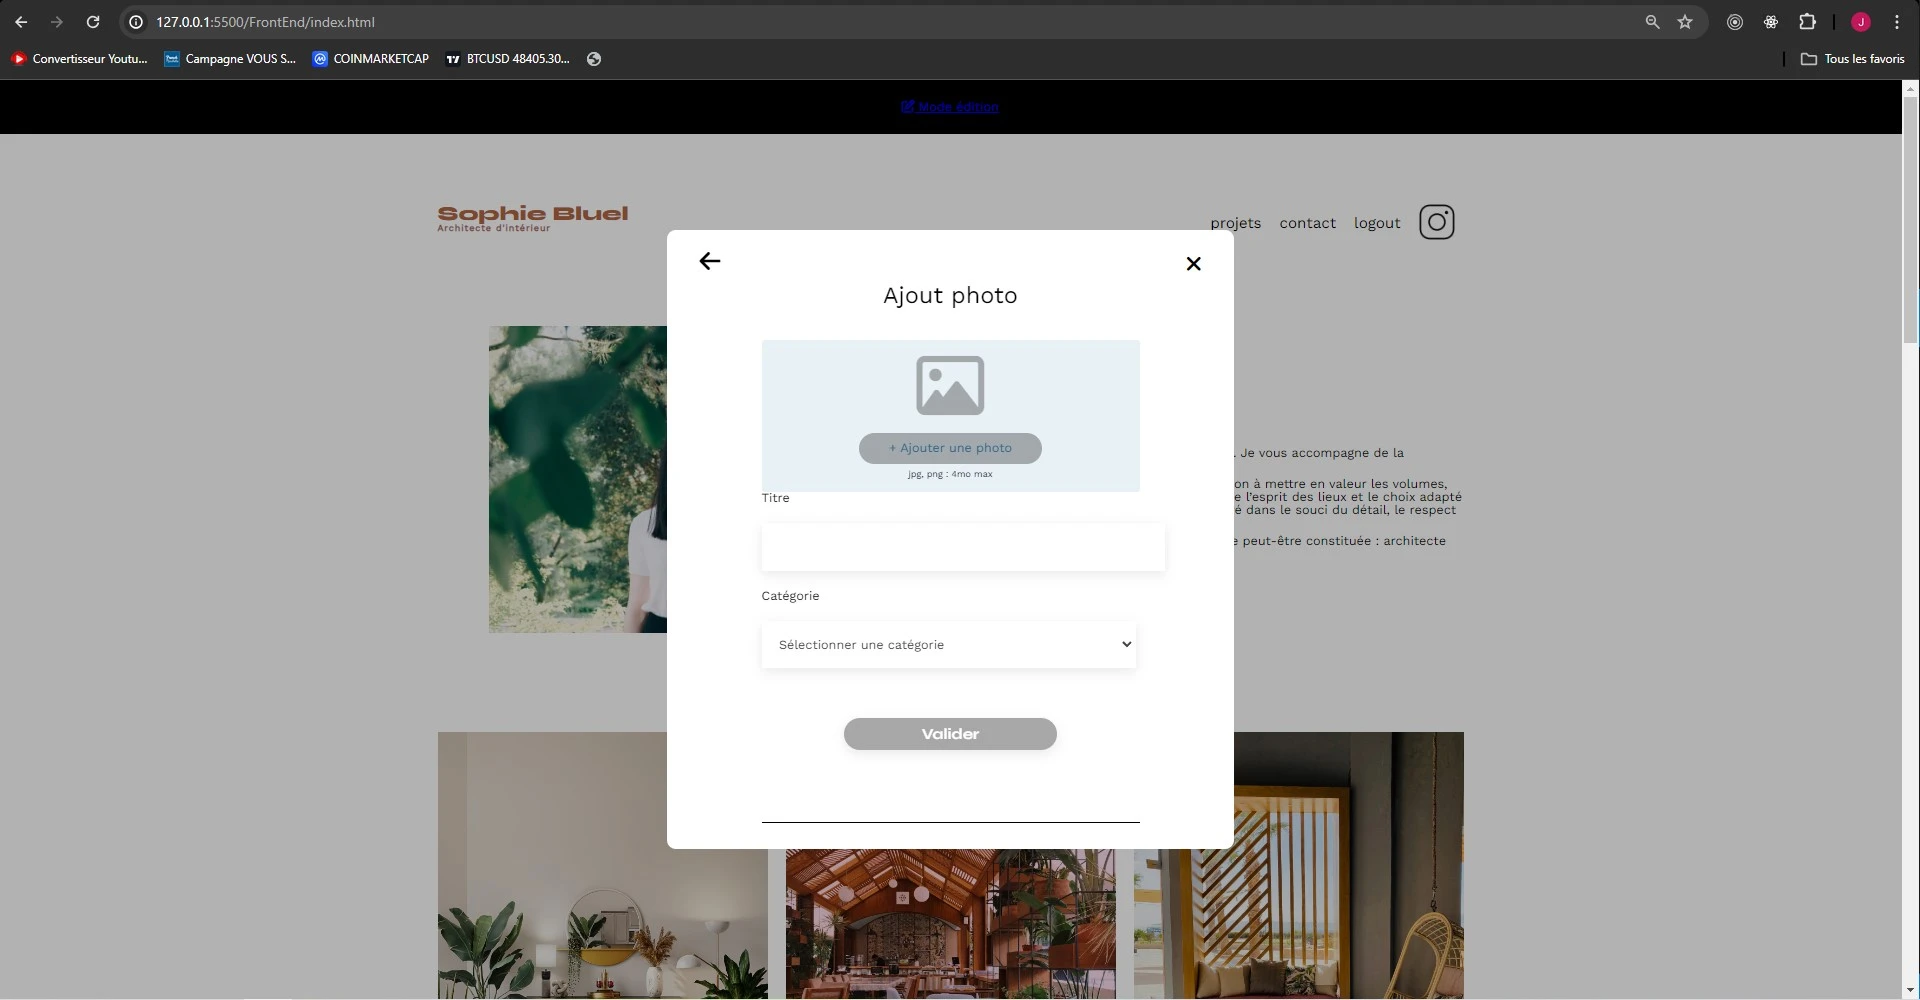 127.0.0.1:5500/FrontEnd/index.html
J
Convertisseur Youtu...
Campagne VOUS S...
COINMARKETCAP
BTCUSD 48405.30...
Tous les favoris
Mode édition
Sophie Bluel
Architecte d'intérieur
projets
contact
logout
Ajout photo
+ Ajouter une photo
jpg, png : 4mo max
Titre
Catégorie
Sélectionner une catégorie
Valider
. Je vous accompagne de la
on à mettre en valeur les volumes,
e l'esprit des lieux et le choix adapté
é dans le souci du détail, le respect
e peut-être constituée : architecte